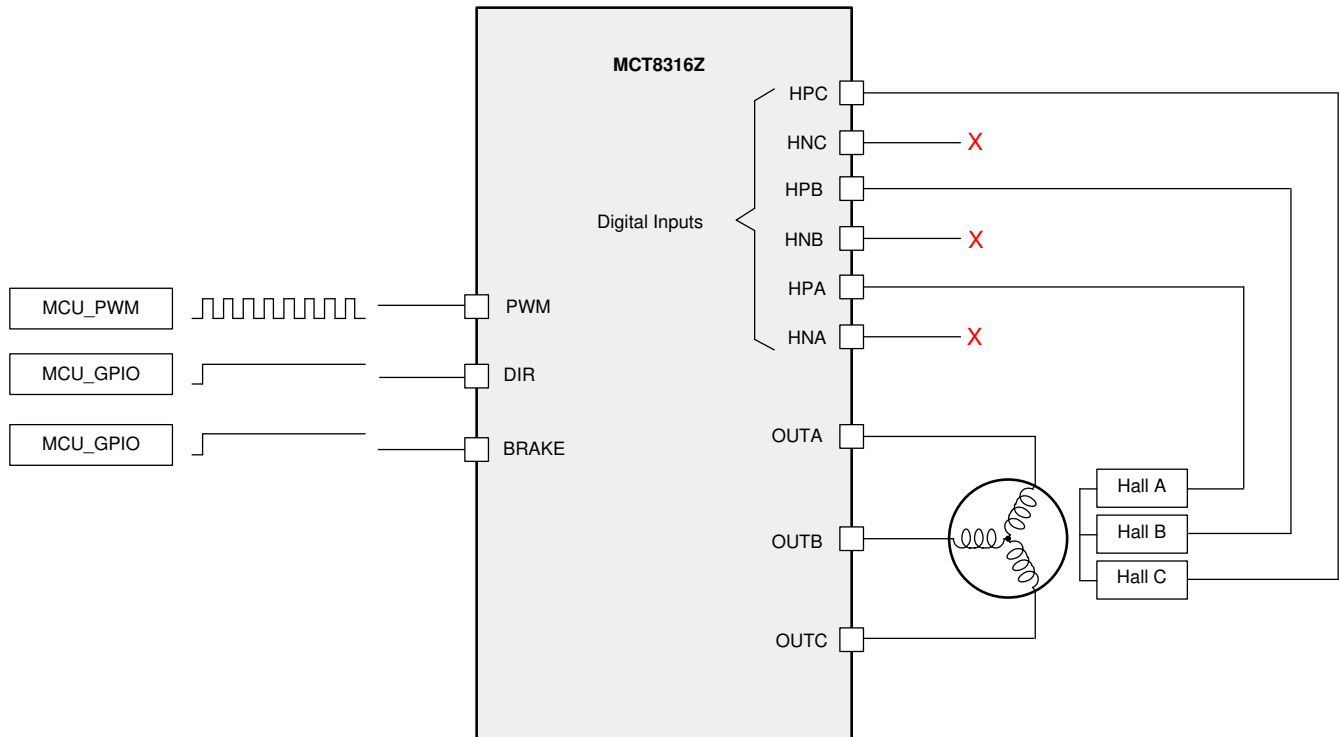 MCT8316Z
HPC
HNC
X
HPB
Digital Inputs
HNB
X
HPA
MCU_PWM
PWM
HNA
X
MCU_GPIO
DIR
OUTA
MCU_GPIO
BRAKE
Hall A
OUTB
Hall B
Hall C
OUTC